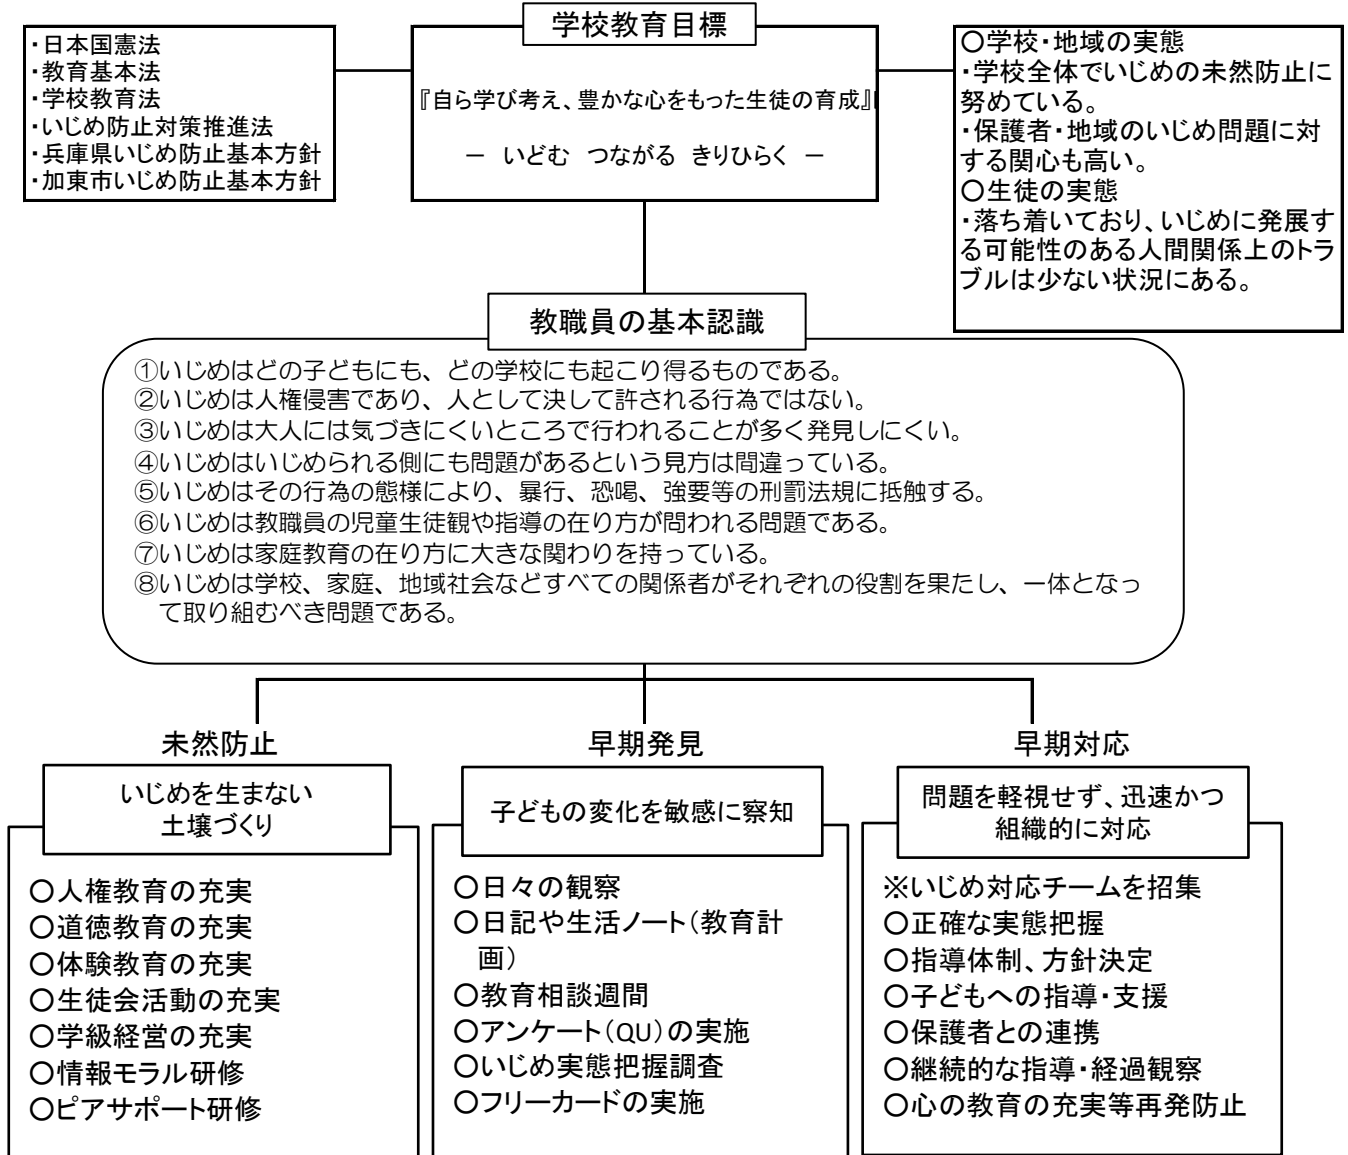 学校教育目標
・日本国憲法
・教育基本法
・学校教育法
・いじめ防止対策推進法
・兵庫県いじめ防止基本方針
・加東市いじめ防止基本方針
『自ら学び考え、豊かな心をもった生徒の育成』
－ いどむ つながる きりひらく －
〇学校・地域の実態
・学校全体でいじめの未然防止に
努めている。
・保護者・地域のいじめ問題に対
する関心も高い。
〇生徒の実態
・落ち着いており、いじめに発展す
る可能性のある人間関係上のトラ
ブルは少ない状況にある。
教職員の基本認識
①いじめはどの子どもにも、どの学校にも起こり得るものである。
②いじめは人権侵害であり、人として決して許される行為ではない。
③いじめは大人には気づきにくいところで行われることが多く発見しにくい。
④いじめはいじめられる側にも問題があるという見方は間違っている。
⑤いじめはその行為の態様により、暴行、恐喝、強要等の刑罰法規に抵触する。
⑥いじめは教職員の児童生徒観や指導の在り方が問われる問題である。
⑦いじめは家庭教育の在り方に大きな関わりを持っている。
⑧いじめは学校、家庭、地域社会などすべての関係者がそれぞれの役割を果たし、一体となっ
て取り組むべき問題である。
未然防止
いじめを生まない
土壌づくり
〇人権教育の充実
〇道徳教育の充実
〇体験教育の充実
〇生徒会活動の充実
〇学級経営の充実
〇情報モラル研修
〇ピアサポート研修
早期発見
子どもの変化を敏感に察知
〇日々の観察
〇日記や生活ノート（教育計
画）
〇教育相談週間
〇アンケート（QU）の実施
〇いじめ実態把握調査
〇フリーカードの実施
早期対応
問題を軽視せず、迅速かつ
組織的に対応
※いじめ対応チームを招集
〇正確な実態把握
〇指導体制、方針決定
〇子どもへの指導・支援
〇保護者との連携
〇継続的な指導・経過観察
〇心の教育の充実等再発防止